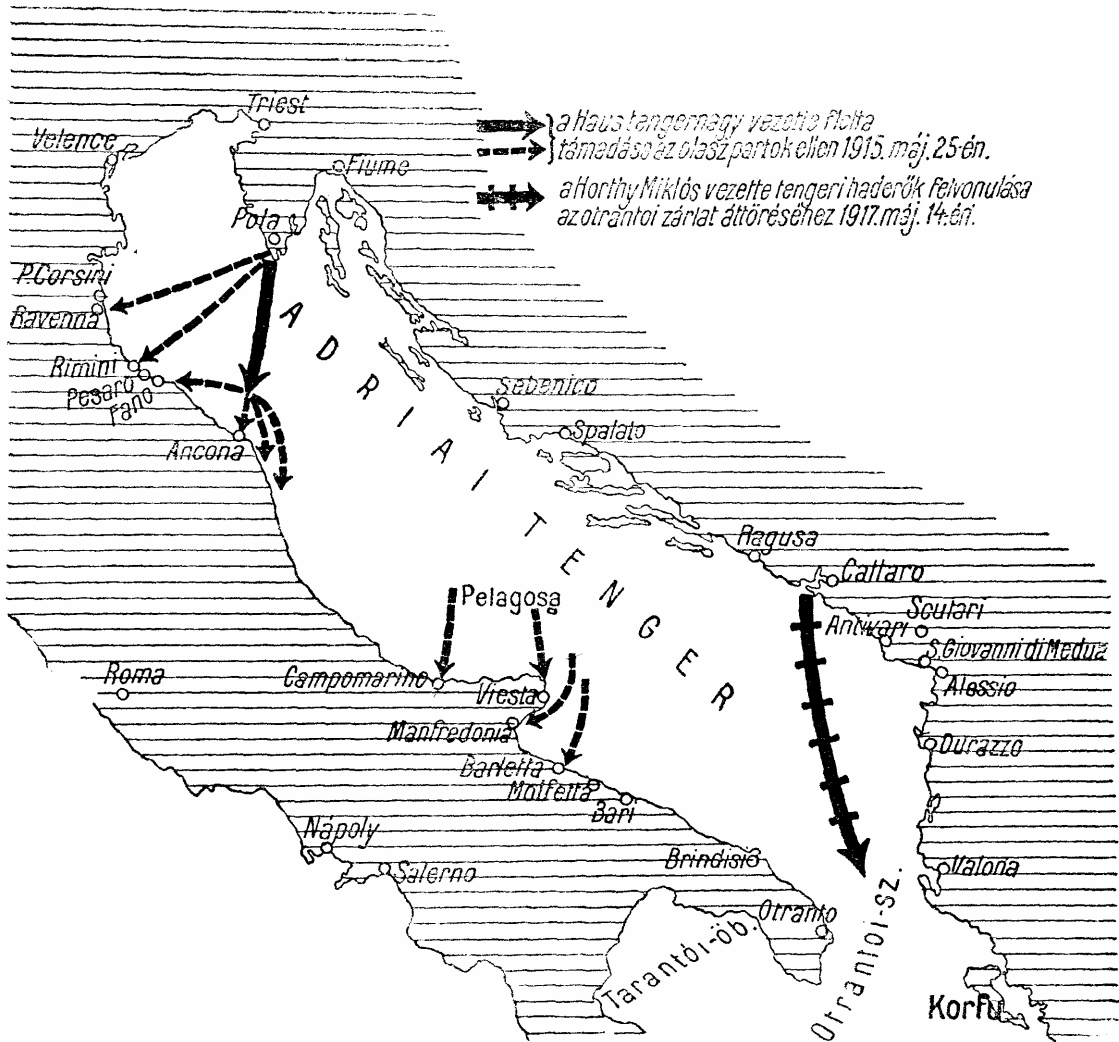 Triest
Velence
Fiume
Pola
a Haus tengernagy vezette flotta
támadása az olasz partok ellen 1915. máj. 25-én.
a Horthy Miklós vezette tengeri haderők felvonulása
az otrantói zárlat áttöréséhez 1917. máj. 14-én.
P. Corsini
Ravenna
Rimini
Pesaro
Fano
Ancona
ADRIAI TENGER
Sebenico
Spalato
Ragusa
Cattaro
Pelagosa
Antivari
Scutari
S. Giovanni di Medua
Alessio
Roma
Campomarino
Viesta
Manfredonia
Durazzo
Barletta
Molfetta
Bari
Nápoly
Salerno
Brindisi
Valona
Otranto
Tarantói-öb.
Otrantói-sz.
Korfu